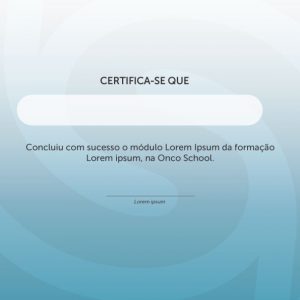 CERTIFICA-SE QUE
Concluiu com sucesso o módulo Lorem Ipsum da formação
Lorem ipsum, na Onco School.
Lorem ipsum